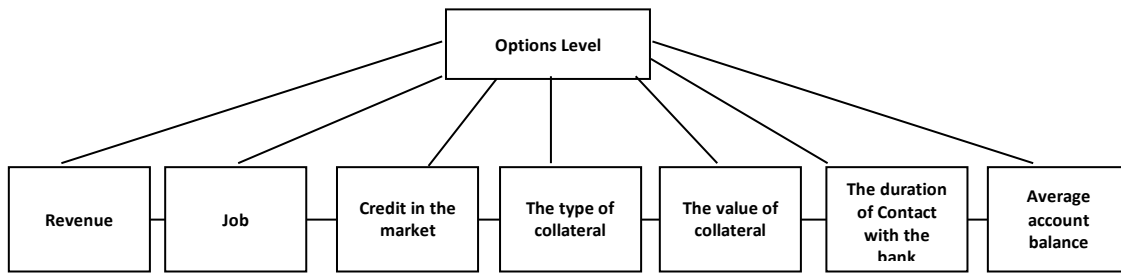 Options Level
Revenue
Job
Credit in the
market
The type of
collateral
The value of
collateral
The duration
of Contact
with the
bank
Average
account
balance